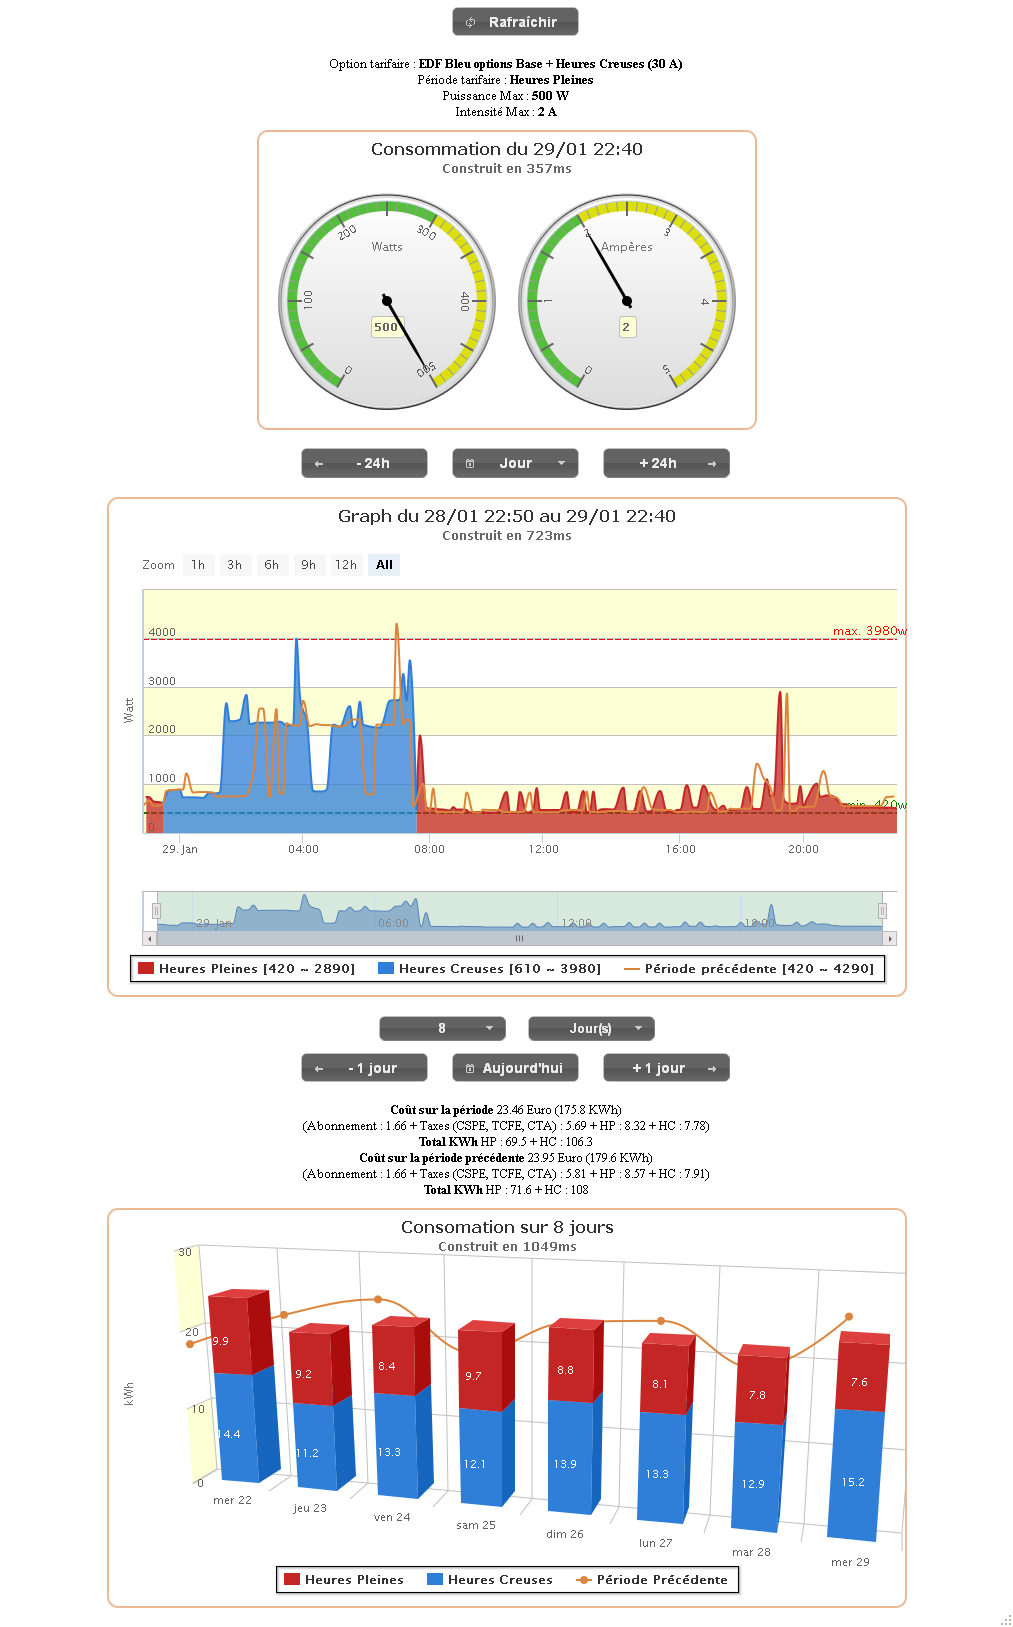 Rafraîchir
Option tarifaire : EDF Bleu options Base + Heures Creuses (30 A)
Période tarifaire : Heures Pleines
Puissance Max : 500 W
Intensité Max : 2 A
Consommation du 29/01 22:40
Construit en 357ms
0 100 200 300 400 500
Watts
500
0 1 2 3 4 5
Ampères
2
- 24h
Jour
+ 24h
Graph du 28/01 22:50 au 29/01 22:40
Construit en 723ms
Zoom 1h 3h 6h 9h 12h All
Watt
4000
max. 3980w
3000
2000
1000
min. 420w
0
29. Jan 04:00 08:00 12:00 16:00 20:00
29. Jan 06:00 12:00 18:00
Heures Pleines [420 ~ 2890] Heures Creuses [610 ~ 3980] Période précédente [420 ~ 4290]
8
Jour(s)
- 1 jour
Aujourd'hui
+ 1 jour
Coût sur la période 23.46 Euro (175.8 KWh)
(Abonnement : 1.66 + Taxes (CSPE, TCFE, CTA) : 5.69 + HP : 8.32 + HC : 7.78)
Total KWh HP : 69.5 + HC : 106.3
Coût sur la période précédente 23.95 Euro (179.6 KWh)
(Abonnement : 1.66 + Taxes (CSPE, TCFE, CTA) : 5.81 + HP : 8.57 + HC : 7.91)
Total KWh HP : 71.6 + HC : 108
Consomation sur 8 jours
Construit en 1049ms
kWh
30
20
10
0
9.9 9.2 8.4 9.7 8.8 8.1 7.8 7.6
14.4 11.2 13.3 12.1 13.9 13.3 12.9 15.2
mer 22 jeu 23 ven 24 sam 25 dim 26 lun 27 mar 28 mer 29
Heures Pleines Heures Creuses Période Précédente